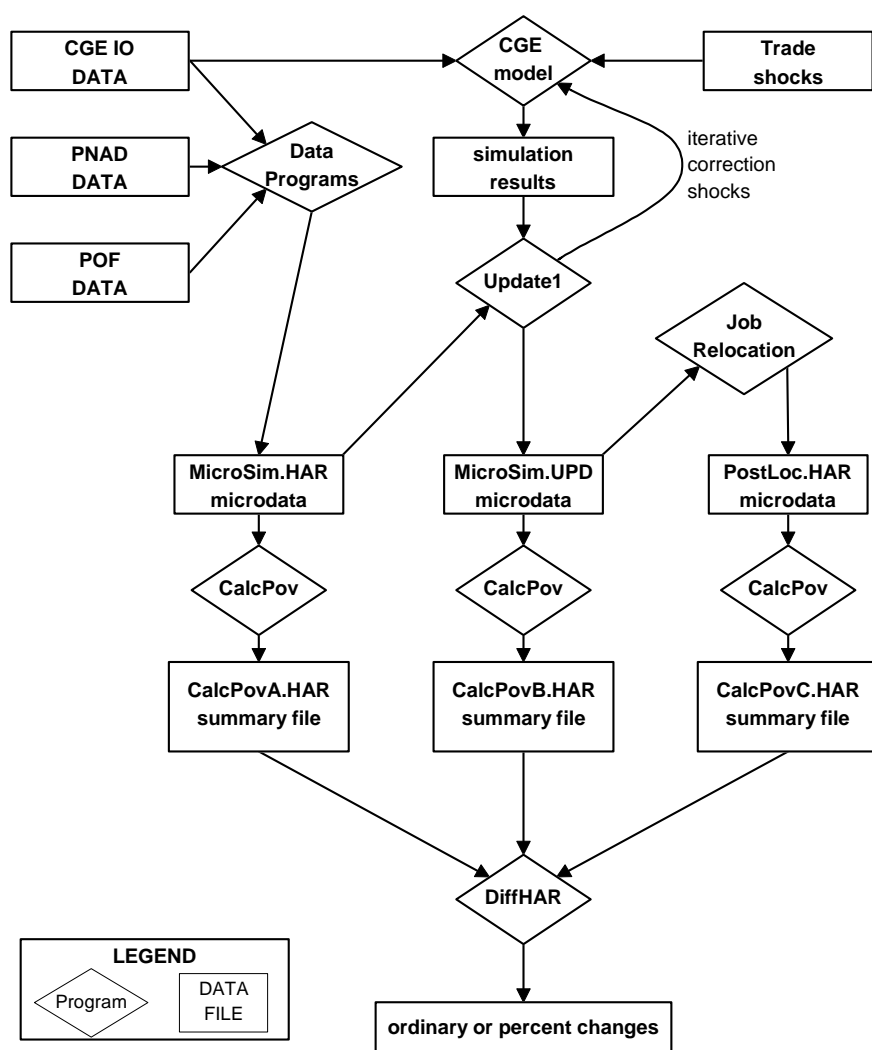 CGE IO
DATA
CGE
model
Trade
shocks
PNAD
DATA
Data
Programs
simulation
results
iterative
correction
shocks
POF
DATA
Update1
Job
Relocation
MicroSim.HAR
microdata
MicroSim.UPD
microdata
PostLoc.HAR
microdata
CalcPov
CalcPov
CalcPov
CalcPovA.HAR
summary file
CalcPovB.HAR
summary file
CalcPovC.HAR
summary file
DiffHAR
LEGEND
Program
DATA
FILE
ordinary or percent changes